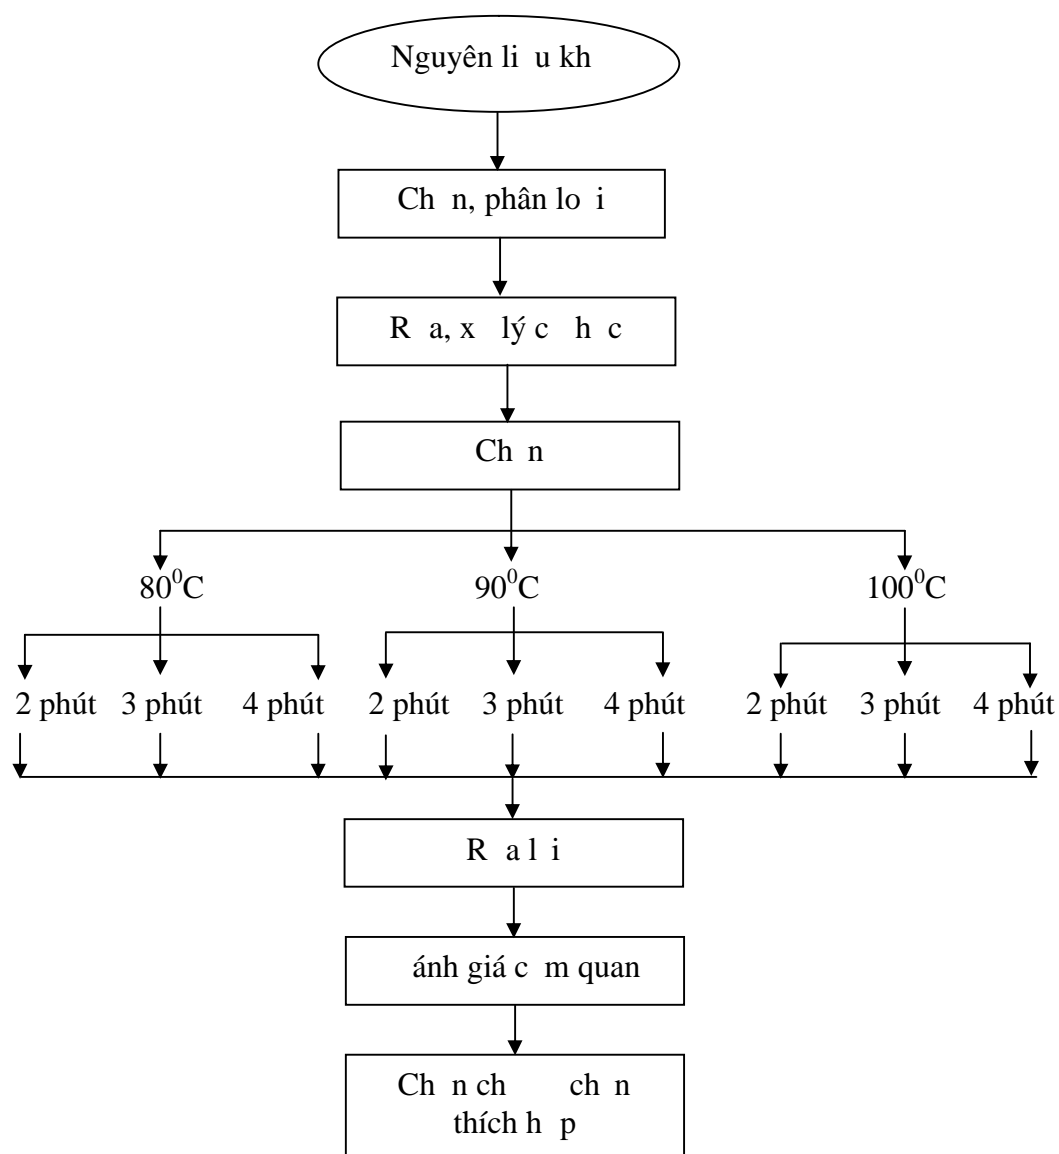 Nguyên li u kh
Ch n, phân lo i
R a, x lý c h c
Ch n
80⁰C 90⁰C 100⁰C
2 phút 3 phút 4 phút 2 phút 3 phút 4 phút 2 phút 3 phút 4 phút
R a l i
ánh giá c m quan
Ch n ch ch n
thích h p